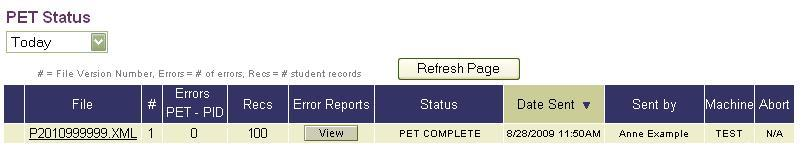 PET Status
Today
# = File Version Number, Errors = # of errors, Recs = # student records
Refresh Page
File # Errors PET - PID Recs Error Reports Status Date Sent Sent by Machine Abort
P2010999999.XML 1 0 100 View PET COMPLETE 8/28/2009 11:50AM Anne Example TEST N/A